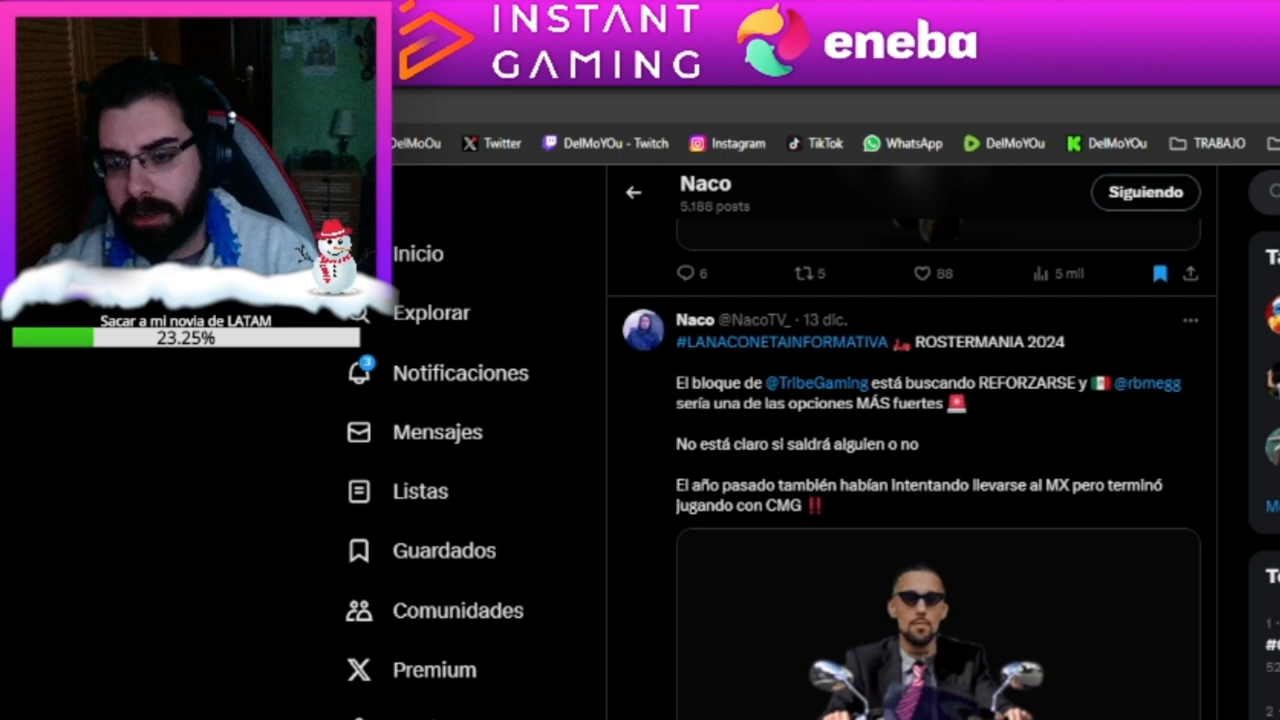 INSTANT
GAMING
eneba
DelMoOu
Twitter
DelMoYOu - Twitch
Instagram
TikTok
WhatsApp
DelMoYOu
DelMoYOu
TRABAJO
Naco
5.188 posts
Siguiendo
6
5
88
5 mil
Sacar a mi novia de LATAM
23.25%
Inicio
Explorar
3
Notificaciones
Mensajes
Listas
Guardados
Comunidades
Premium
Naco @NacoTV_ · 13 dic.
#LANACONETAINFORMATIVA 🛵 ROSTERMANIA 2024
El bloque de @TribeGaming está buscando REFORZARSE y 🇲🇽 @rbmegg
sería una de las opciones MÁS fuertes 🚨
No está claro si saldrá alguien o no
El año pasado también habían intentando llevarse al MX pero terminó
jugando con CMG ‼️